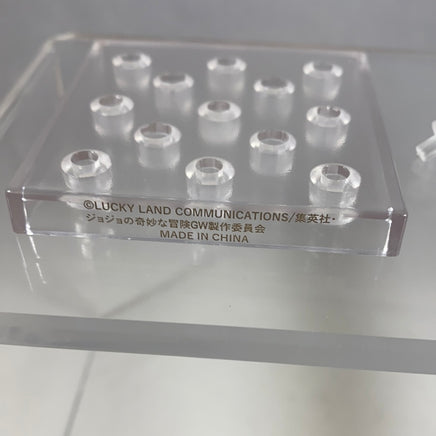 ©LUCKY LAND COMMUNICATIONS/集英社・
ジョジョの奇妙な冒険GW製作委員会
MADE IN CHINA